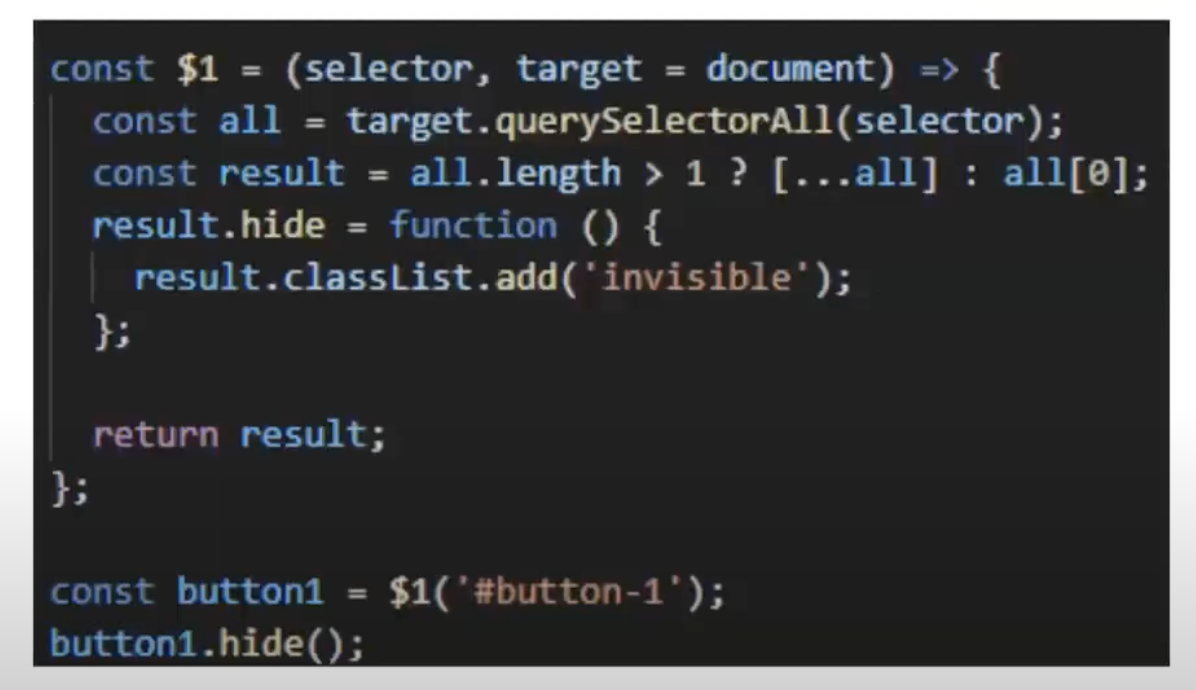 const $1 = (selector, target = document) => {
  const all = target.querySelectorAll(selector);
  const result = all.length > 1 ? [...all] : all[0];
  result.hide = function () {
    result.classList.add('invisible');
  };

  return result;
};

const button1 = $1('#button-1');
button1.hide();